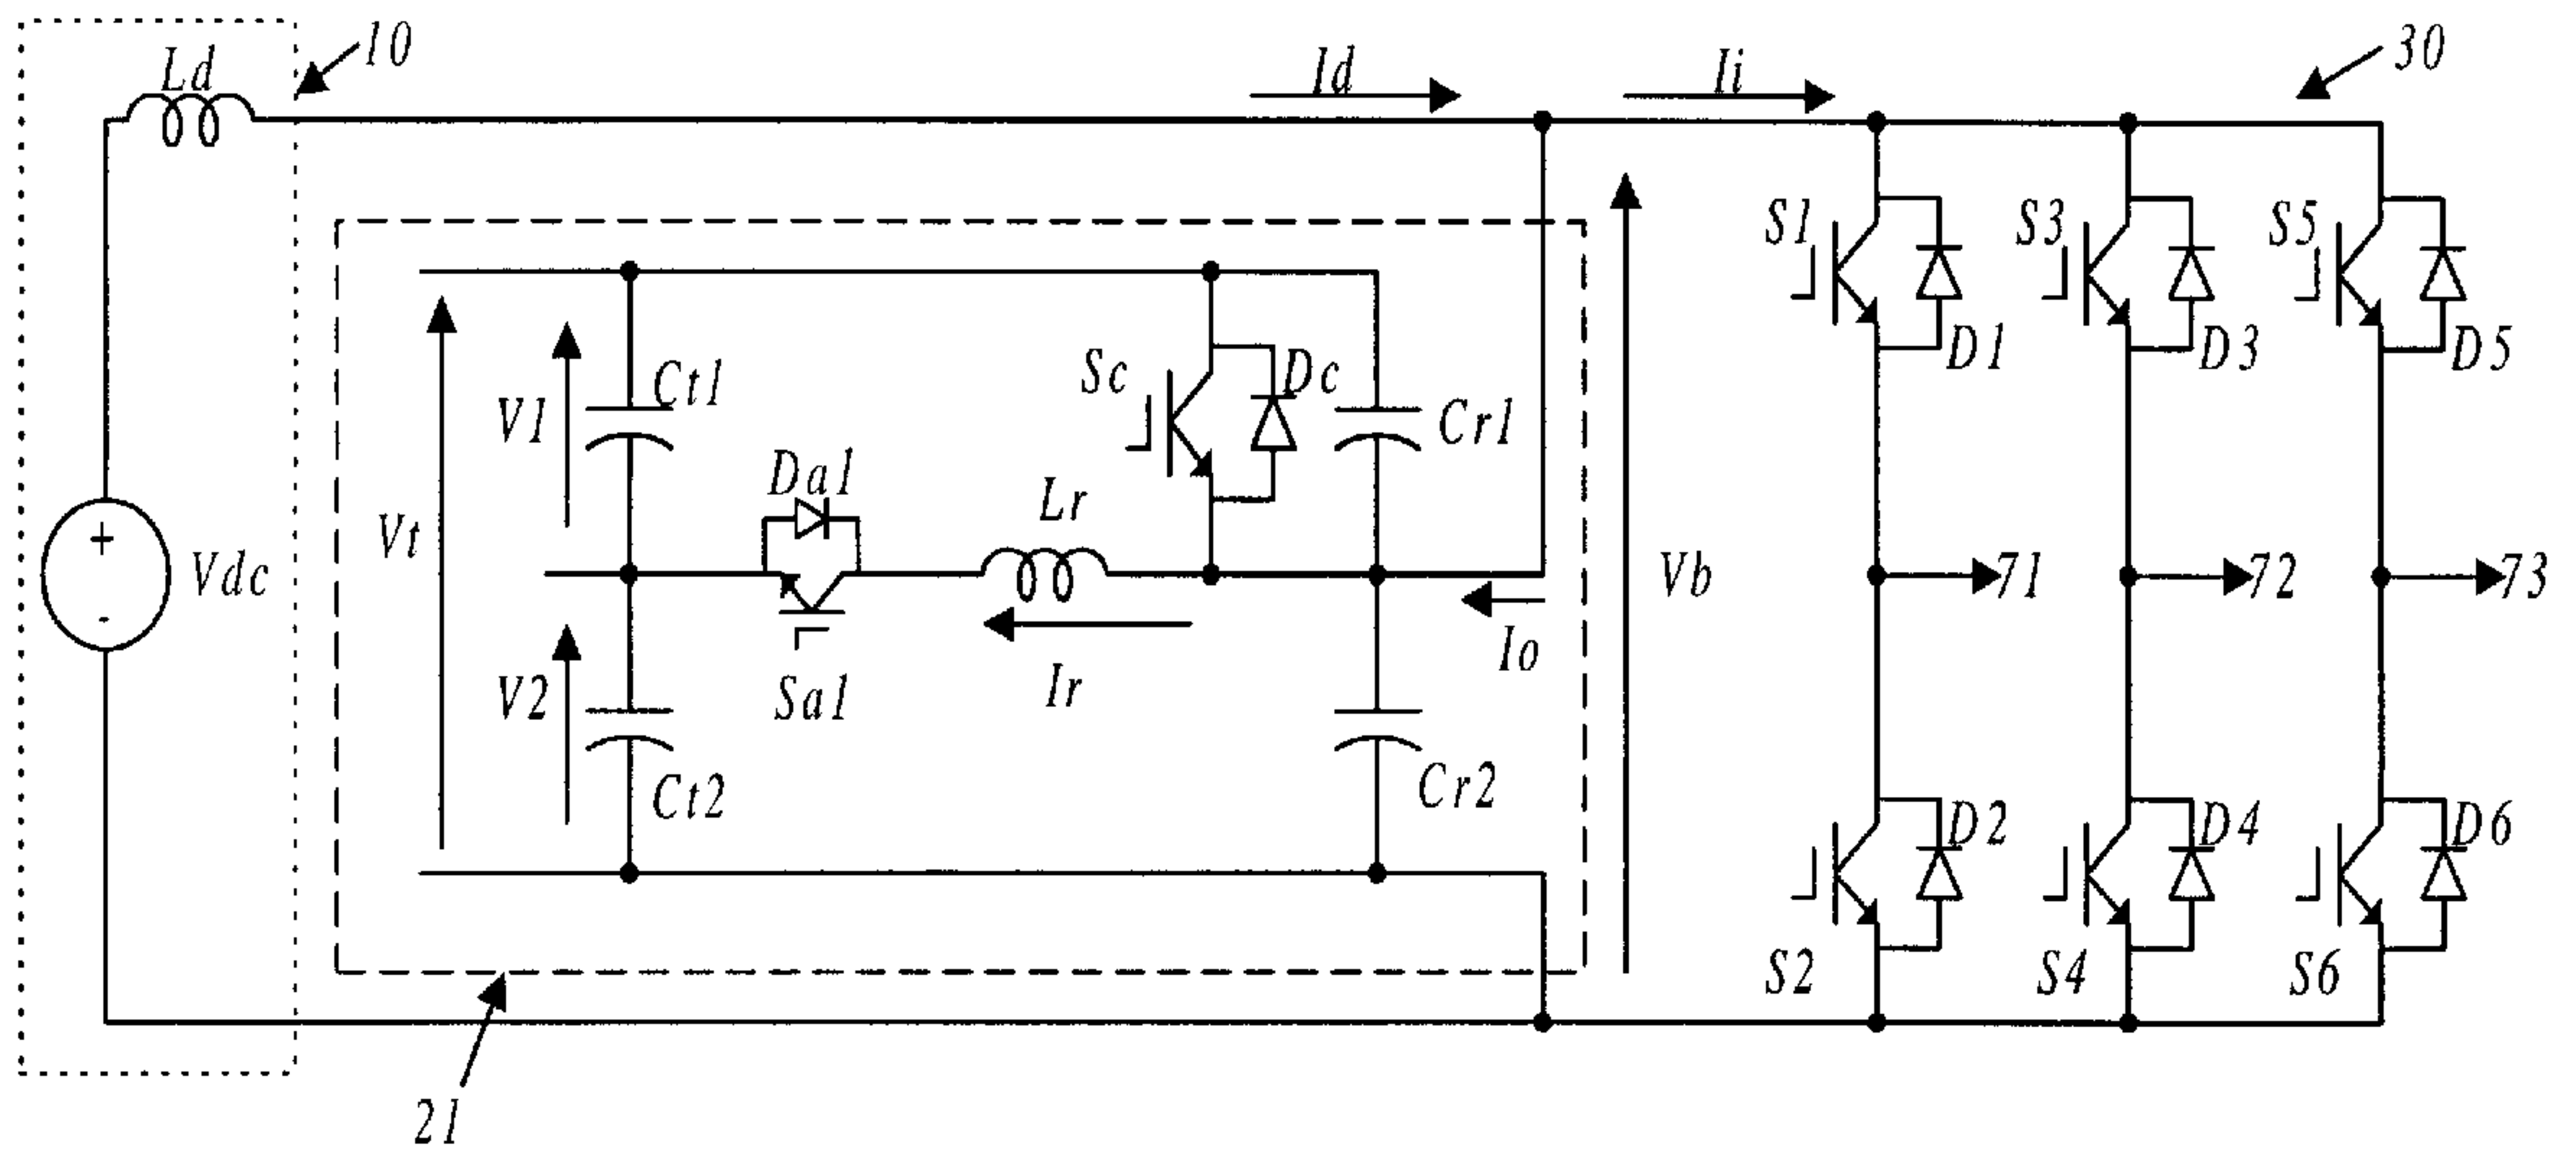 10
Ld
Id
Ii
30
S1
S3
S5
D1
D3
D5
Sc
Dc
Ct1
V1
Cr1
Da1
Lr
Vt
+
-
Vdc
Vb
71
72
73
Io
Ir
V2
Sa1
Ct2
Cr2
D2
D4
D6
S2
S4
S6
21